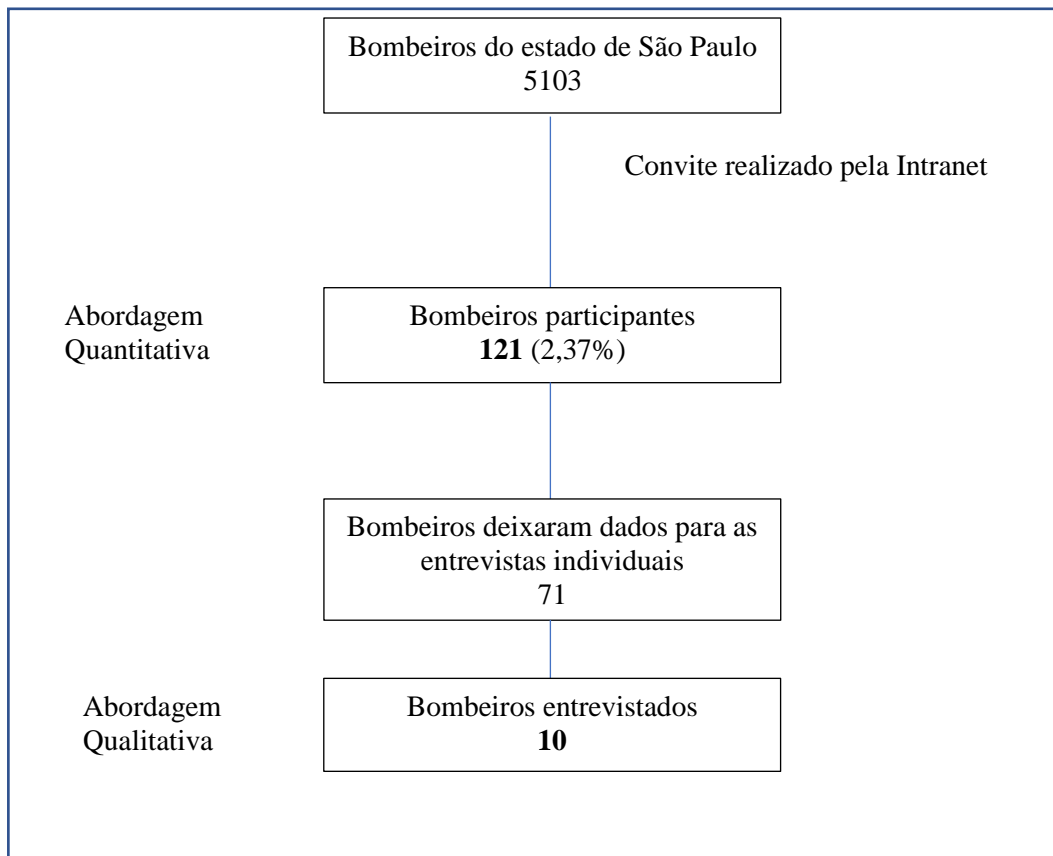 Bombeiros do estado de São Paulo
5103
Convite realizado pela Intranet
Abordagem
Quantitativa
Bombeiros participantes
121 (2,37%)
Bombeiros deixaram dados para as
entrevistas individuais
71
Abordagem
Qualitativa
Bombeiros entrevistados
10